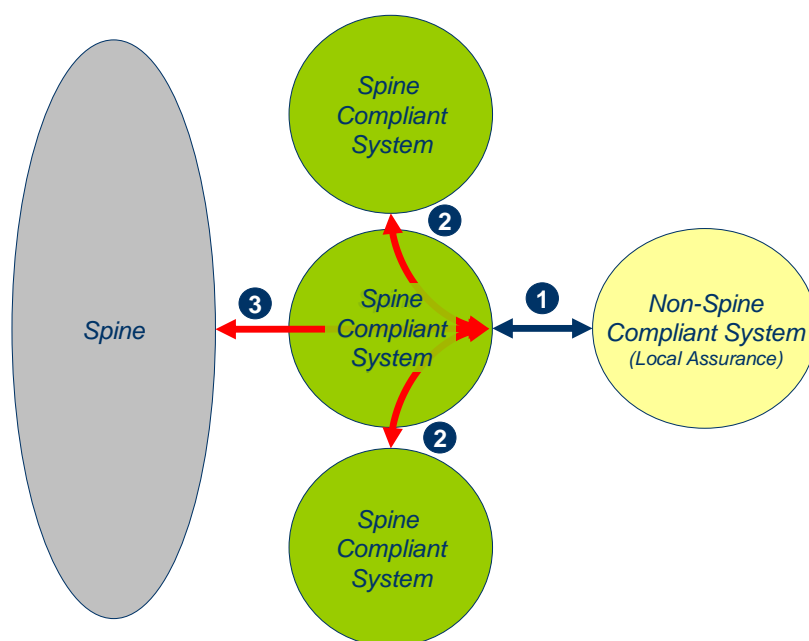 Spine
Compliant
System
2
Spine
3
Spine
Compliant
System
1
Non-Spine
Compliant System
(Local Assurance)
2
Spine
Compliant
System